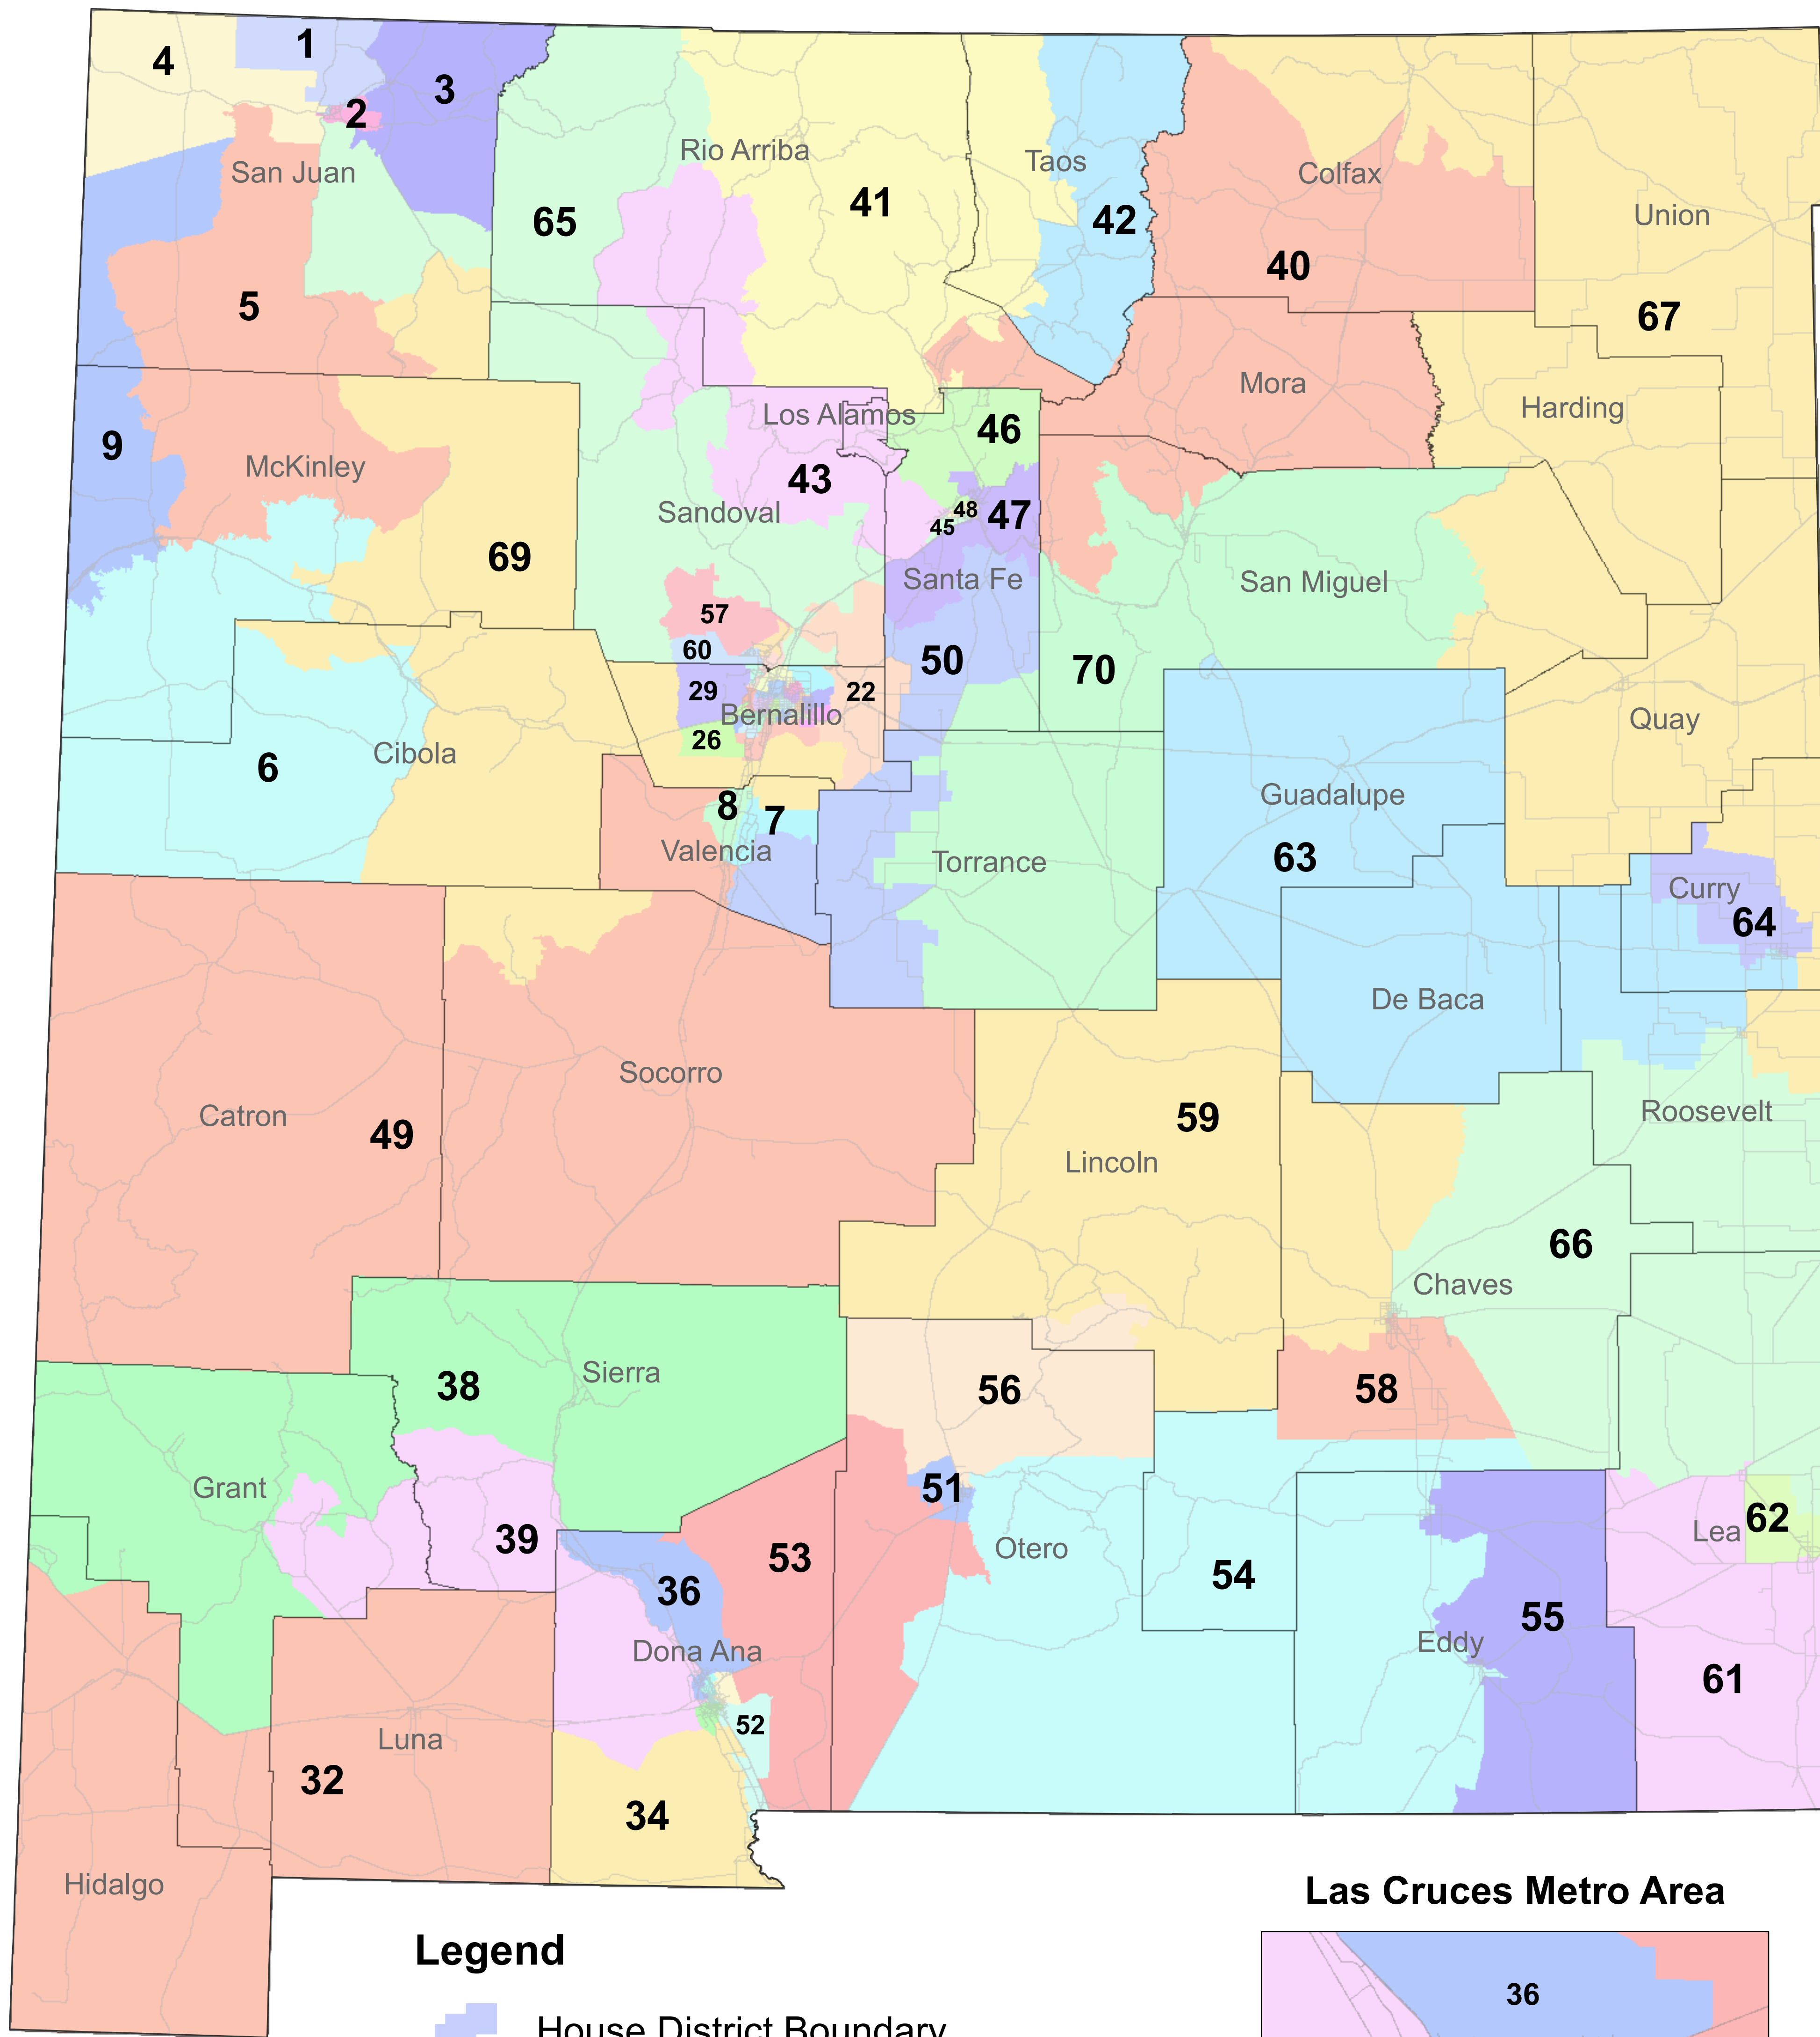 1
4
3
2
Rio Arriba
Taos
San Juan
Colfax
41
Union
65
42
40
5
67
Mora
Harding
Los Alamos
46
9
McKinley
43
48
Sandoval
47
45
69
Santa Fe
San Miguel
57
60
50
70
29
22
Bernalillo
Quay
26
Cibola
6
Guadalupe
8
7
Valencia
Torrance
63
Curry
64
De Baca
Socorro
Catron
59
Roosevelt
49
Lincoln
66
Chaves
Sierra
38
56
58
Grant
51
62
Lea
39
Otero
53
54
36
55
Dona Ana
Eddy
61
52
Luna
32
34
Hidalgo
Las Cruces Metro Area
Legend
36
House District Boundary